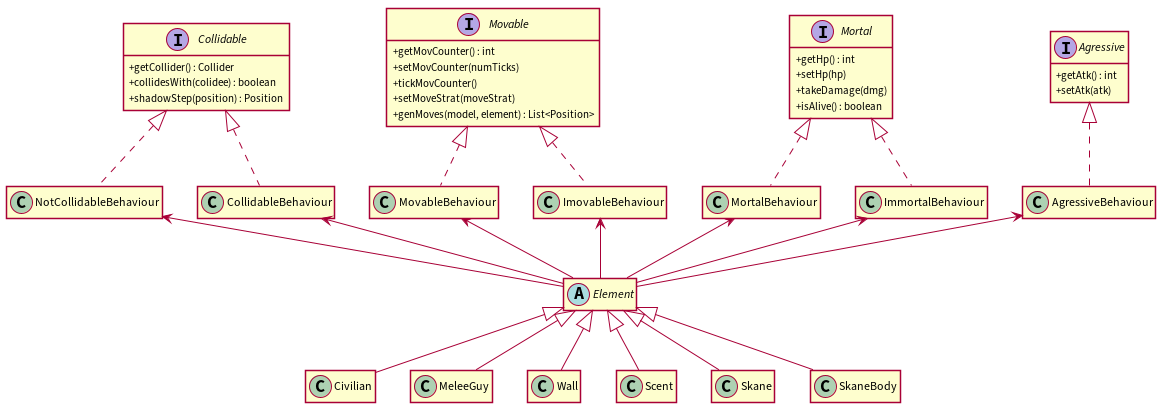 I Collidable
+getCollider() : Collider
+collidesWith(colidee) : boolean
+shadowStep(position) : Position
I Movable
+getMovCounter() : int
+setMovCounter(numTicks)
+tickMovCounter()
+setMoveStrat(moveStrat)
+genMoves(model, element) : List<Position>
I Mortal
+getHp() : int
+setHp(hp)
+takeDamage(dmg)
+isAlive() : boolean
I Agressive
+getAtk() : int
+setAtk(atk)
C NotCollidableBehaviour
C CollidableBehaviour
C MovableBehaviour
C ImovableBehaviour
C MortalBehaviour
C ImmortalBehaviour
C AgressiveBehaviour
A Element
C Civilian
C MeleeGuy
C Wall
C Scent
C Skane
C SkaneBody